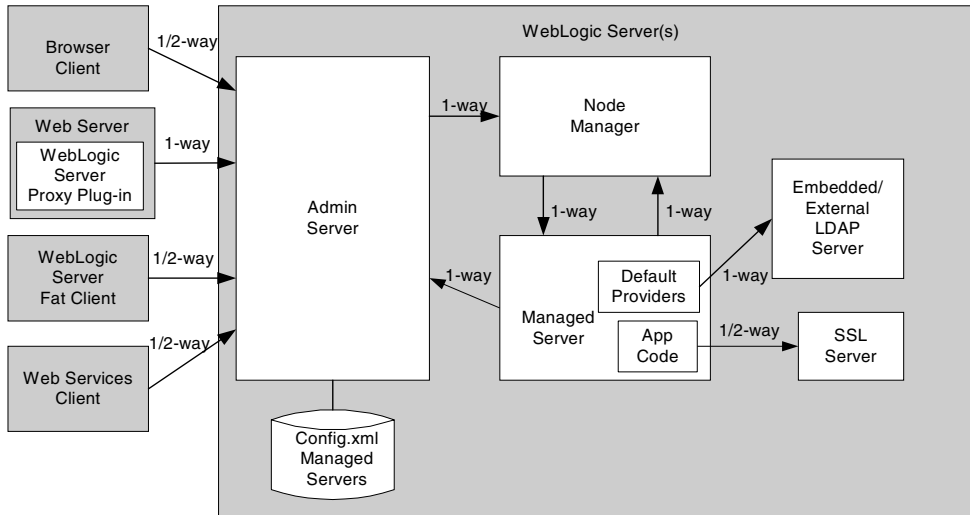 WebLogic Server(s)
Browser
Client
1/2-way
Web Server
WebLogic
Server
Proxy Plug-in
1-way
WebLogic
Server
Fat Client
1/2-way
Web Services
Client
1/2-way
Admin
Server
Config.xml
Managed
Servers
1-way
Node
Manager
1-way
1-way
1-way
Managed
Server
Default
Providers
App
Code
1-way
Embedded/
External
LDAP
Server
1/2-way
SSL
Server